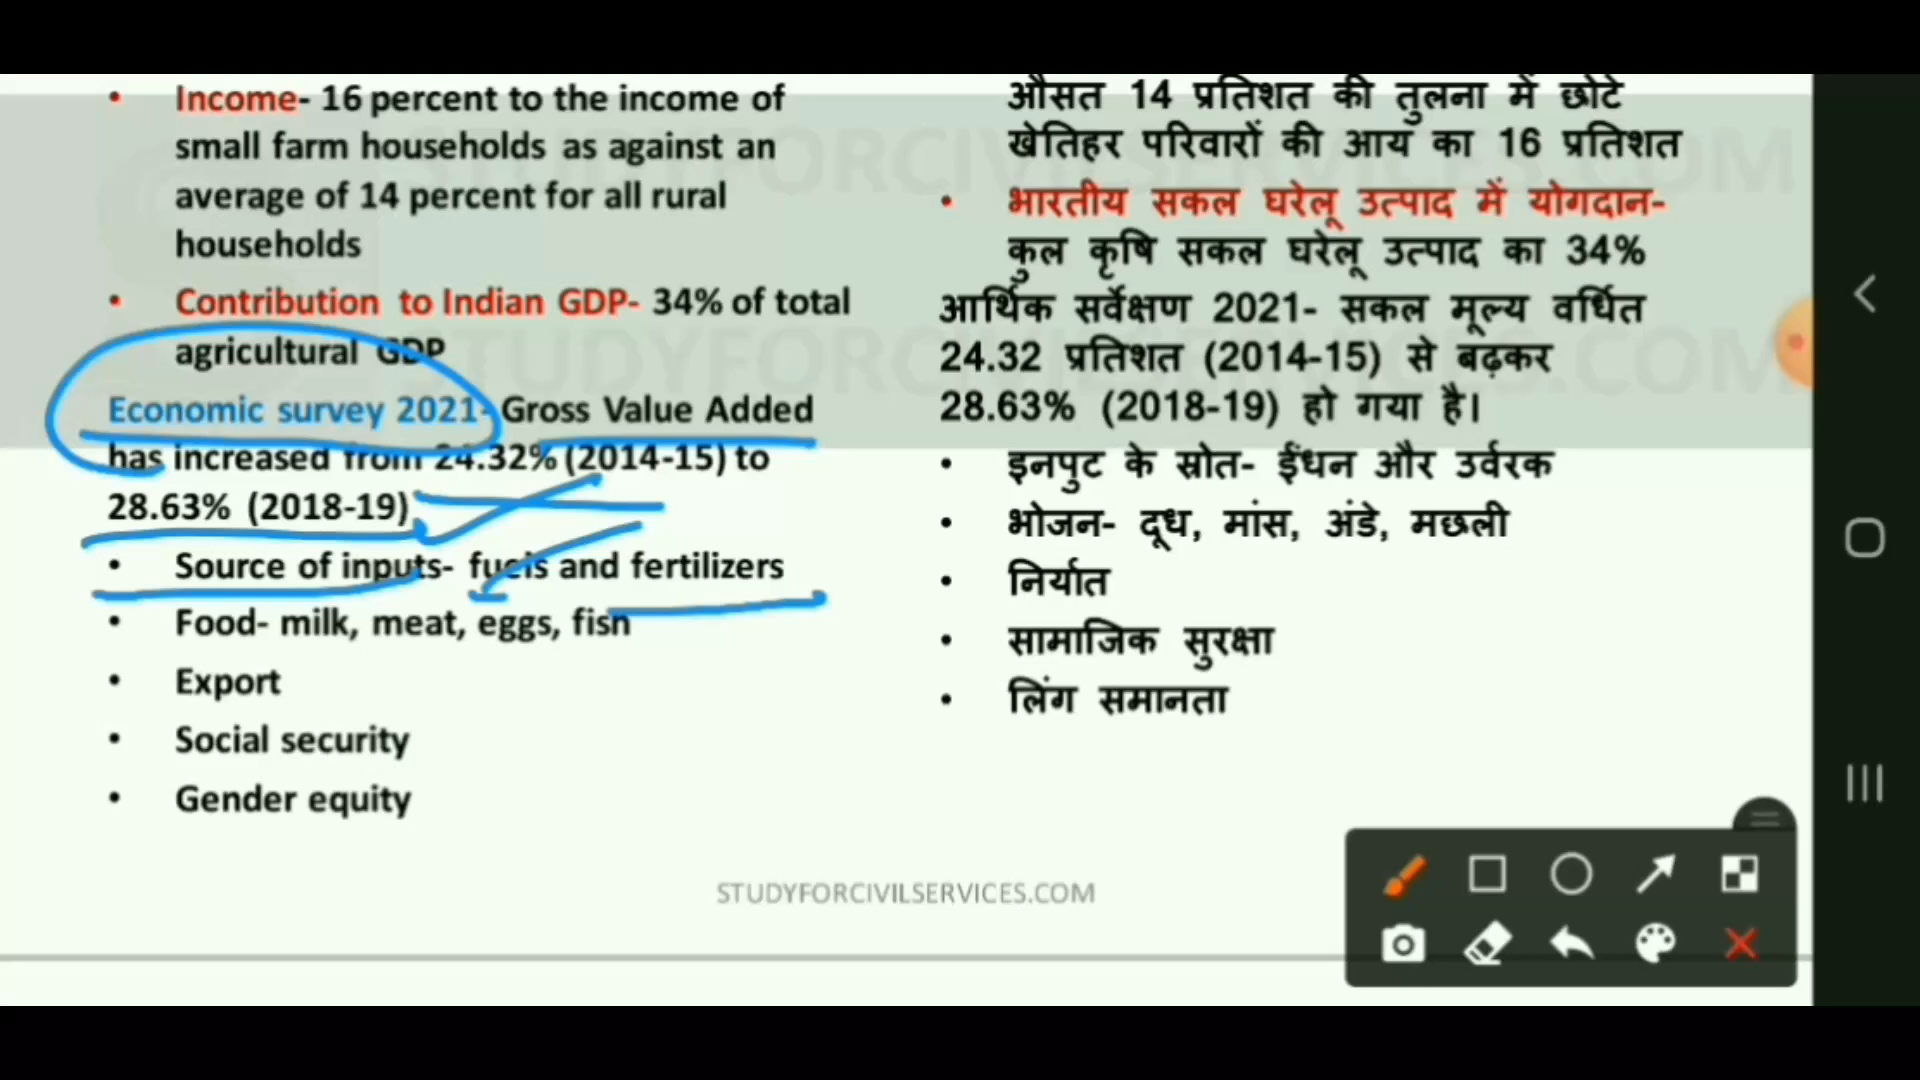 • Income- 16 percent to the income of
small farm households as against an
average of 14 percent for all rural
households
• Contribution to Indian GDP- 34% of total
agricultural GDP
Economic survey 2021- Gross Value Added
has increased from 24.32% (2014-15) to
28.63% (2018-19)
• Source of inputs- fuels and fertilizers
• Food- milk, meat, eggs, fish
• Export
• Social security
• Gender equity
औसत 14 प्रतिशत की तुलना में छोटे
खेतिहर परिवारों की आय का 16 प्रतिशत
• भारतीय सकल घरेलू उत्पाद में योगदान-
कुल कृषि सकल घरेलू उत्पाद का 34%
आर्थिक सर्वेक्षण 2021- सकल मूल्य वर्धित
24.32 प्रतिशत (2014-15) से बढ़कर
28.63% (2018-19) हो गया है।
• इनपुट के स्रोत- ईंधन और उर्वरक
• भोजन- दूध, मांस, अंडे, मछली
• निर्यात
• सामाजिक सुरक्षा
• लिंग समानता
STUDYFORCIVILSERVICES.COM
STUDYFORCIVILSERVICES.COM
STUDYFORCIVILSERVICES.COM